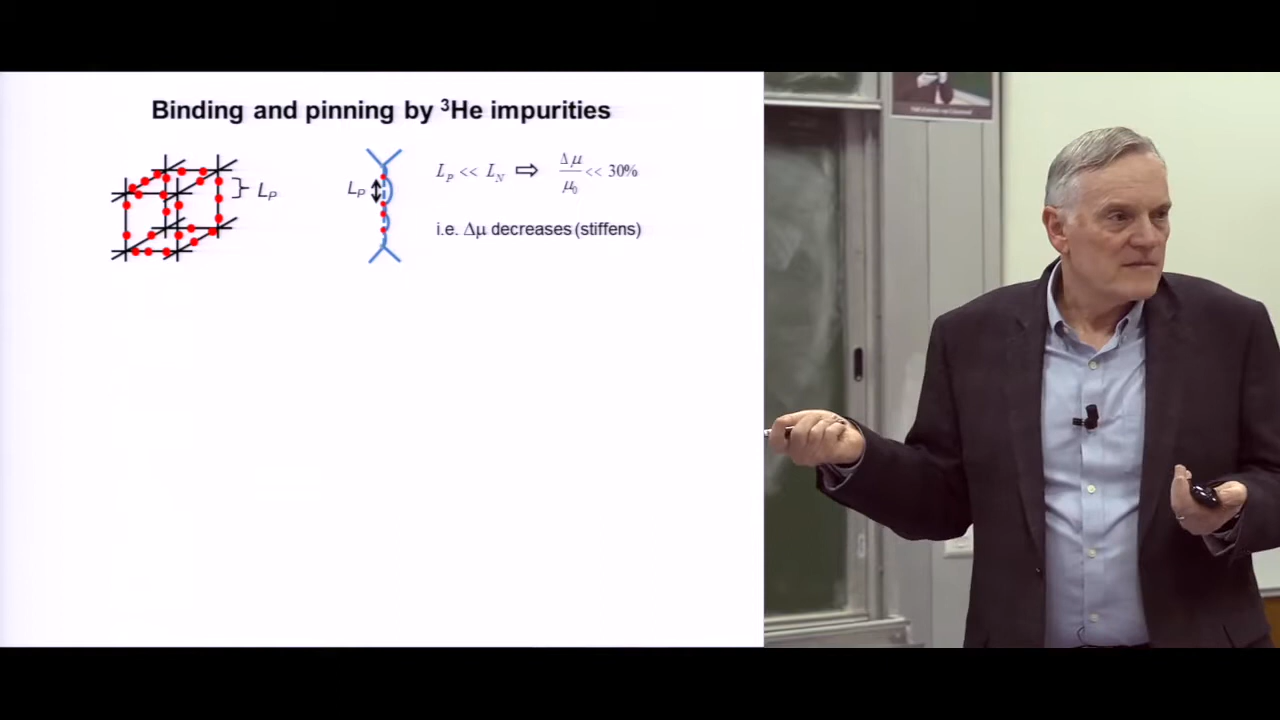 Binding and pinning by ³He impurities
L_P
L_P
L_P << L_N ⇨ Δμ/μ₀ << 30%
i.e. Δμ decreases (stiffens)